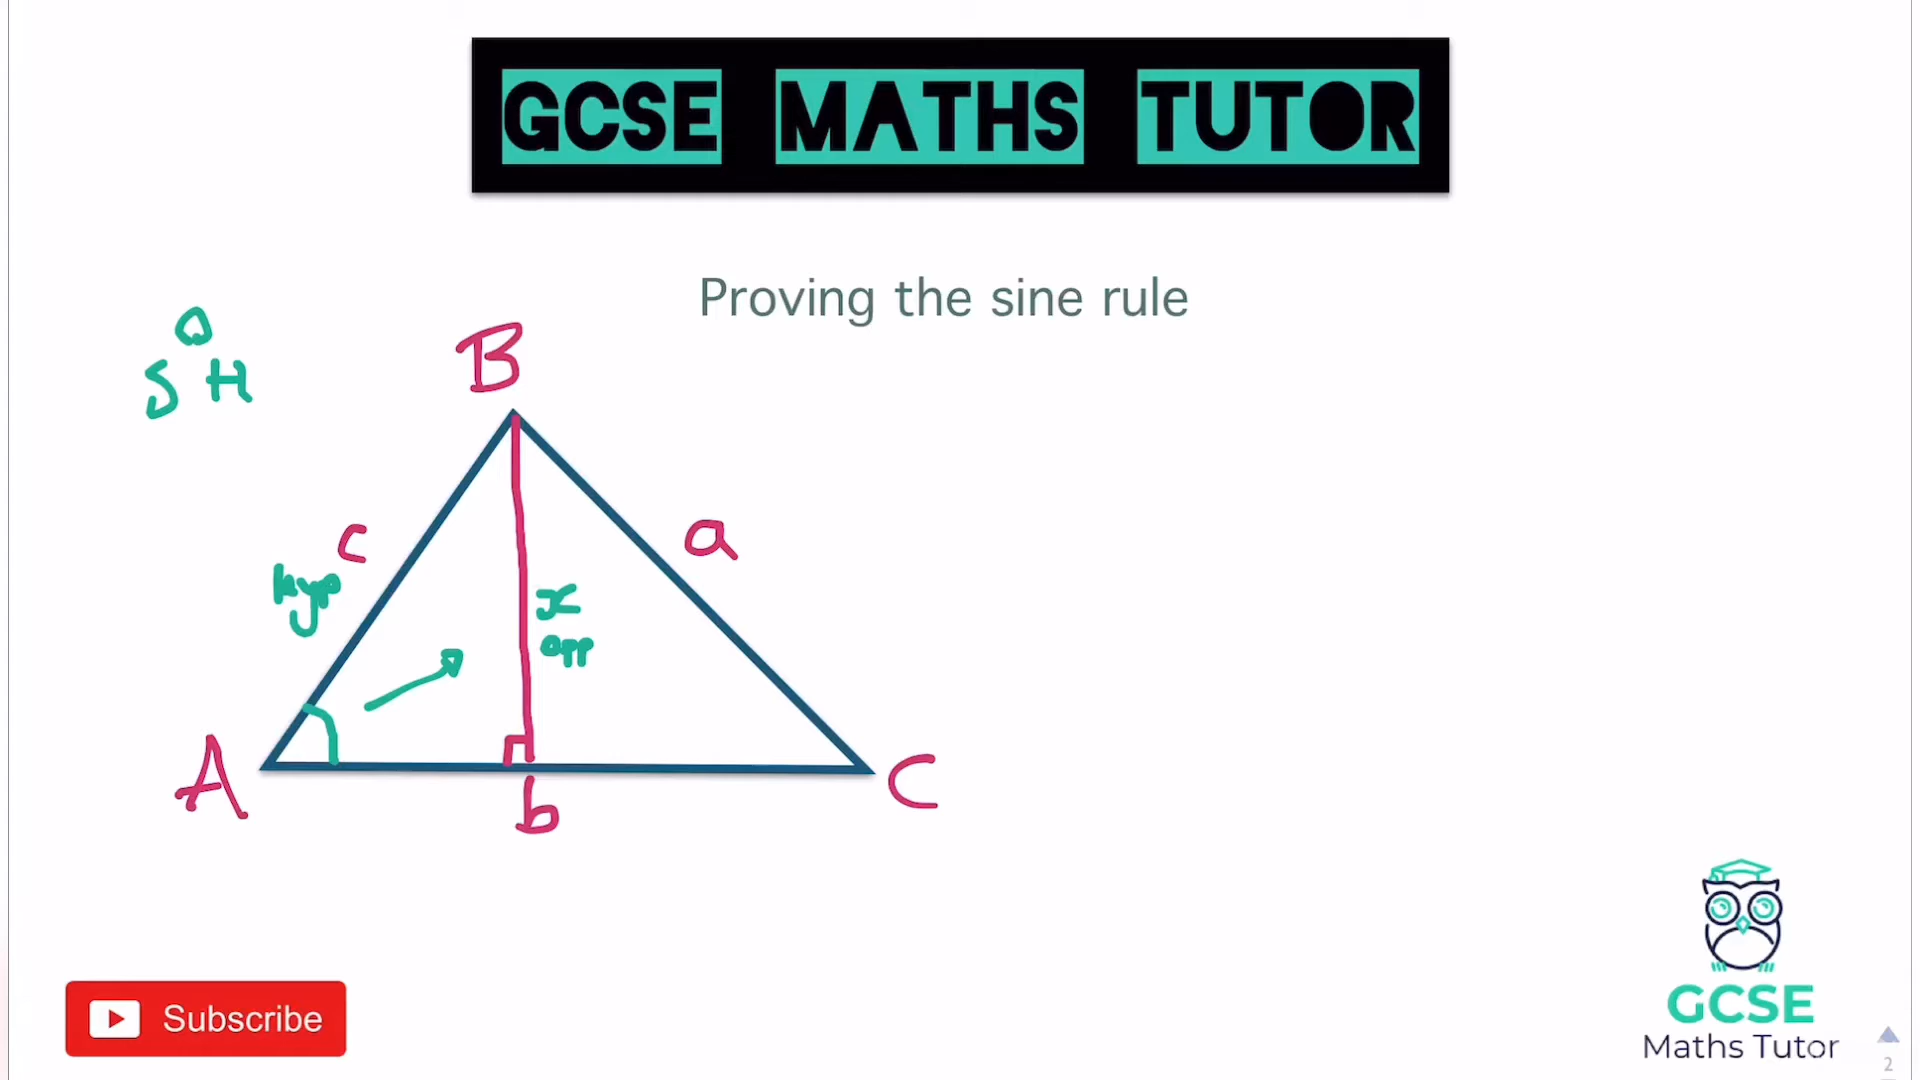 GCSE MATHS TUTOR
Proving the sine rule
O
S H
B
c
a
hyp
x
opp
A
C
b
Subscribe
GCSE
Maths Tutor
2